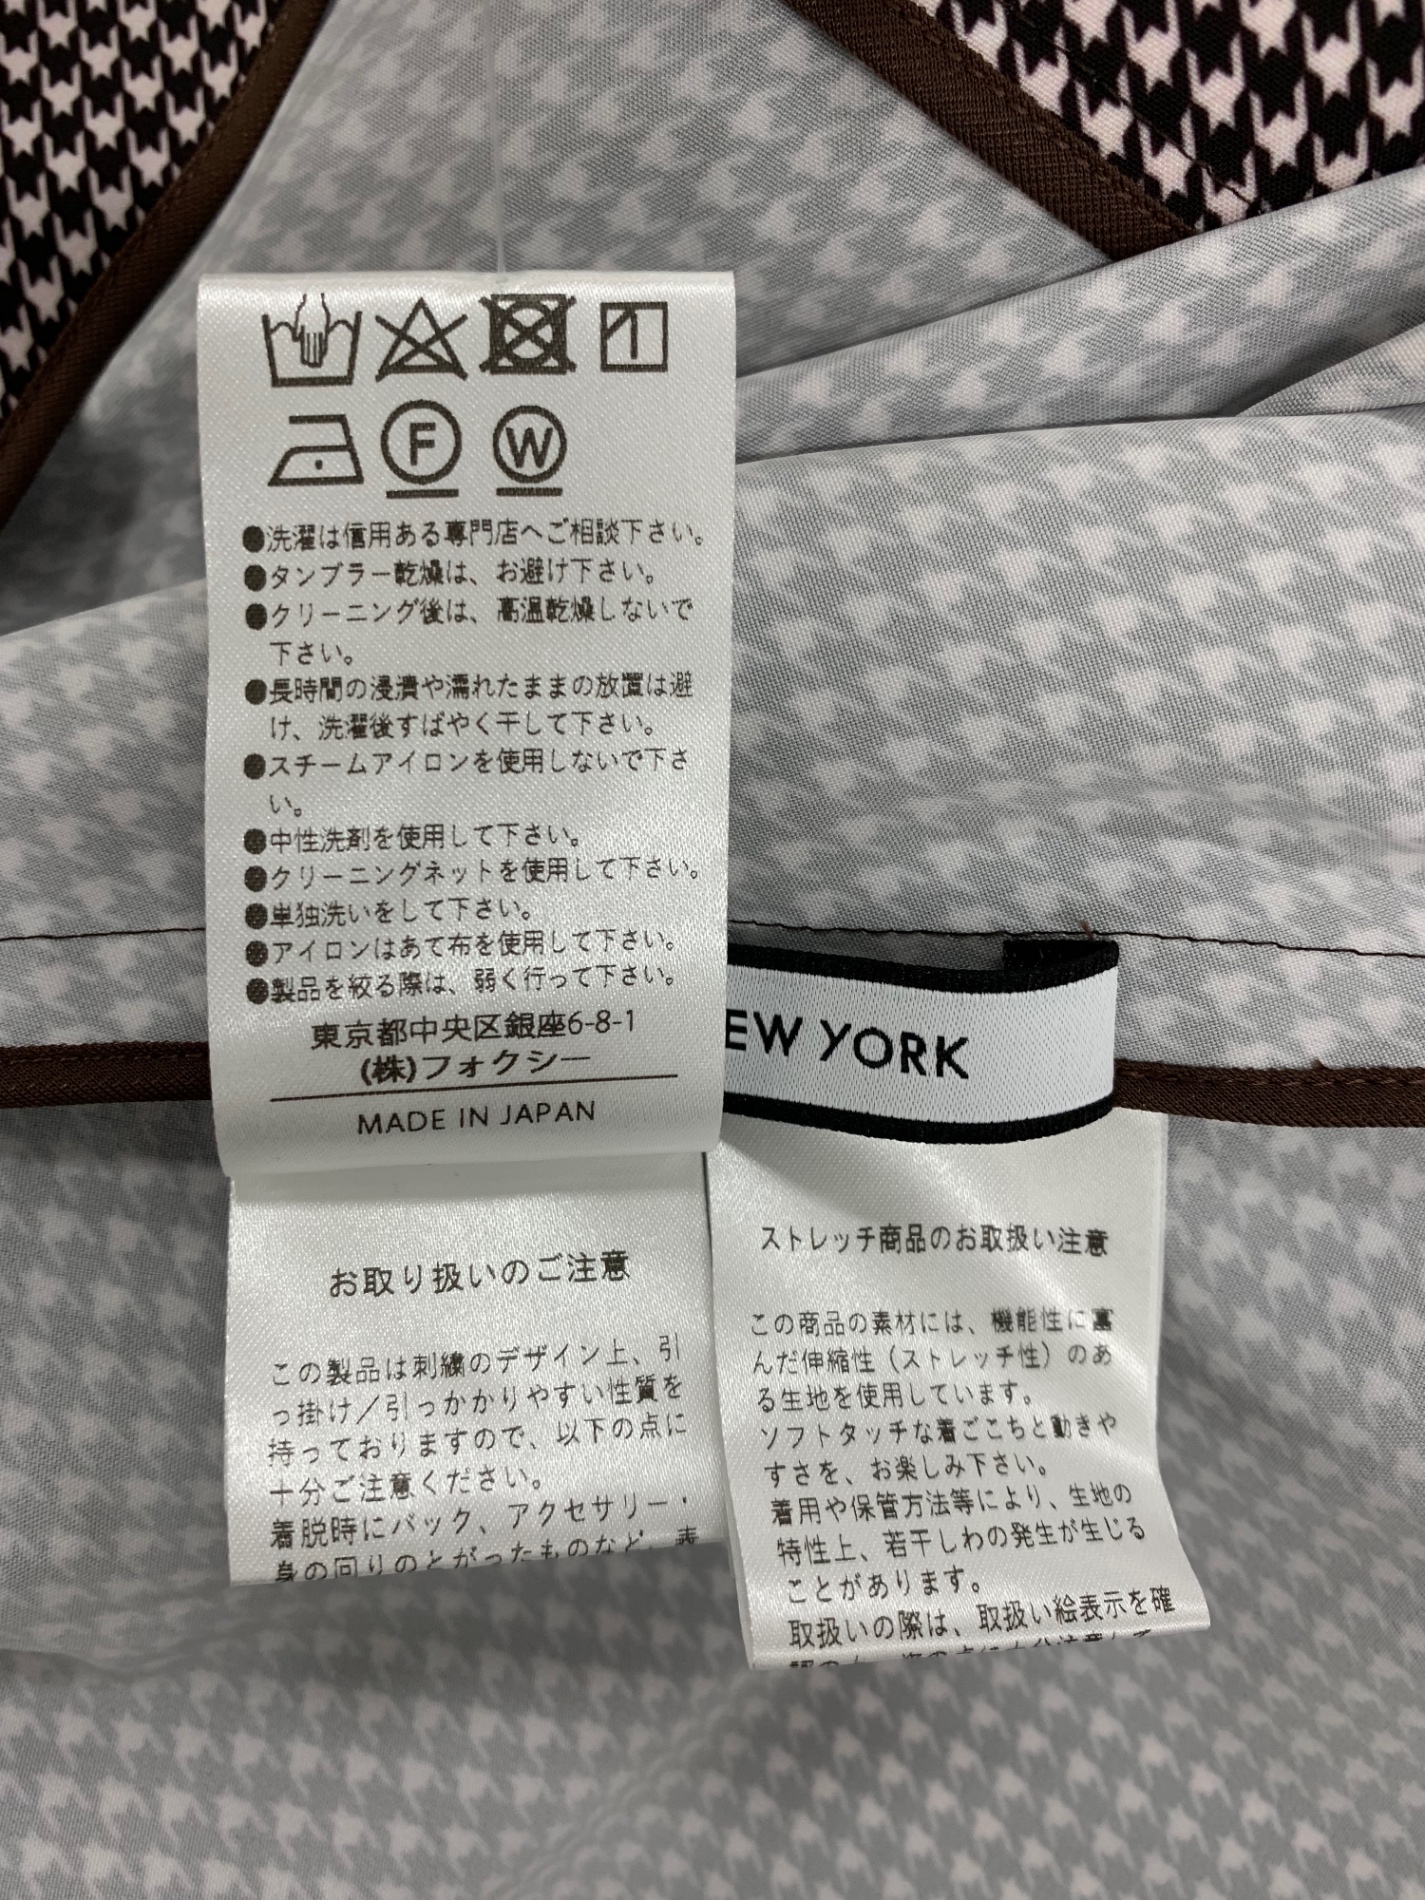 F W
●洗濯は信用ある専門店へご相談下さい。
●タンブラー乾燥は、お避け下さい。
●クリーニング後は、高温乾燥しないで
下さい。
●長時間の浸漬や濡れたままの放置は避
け、洗濯後すばやく干して下さい。
●スチームアイロンを使用しないで下さ
い。
●中性洗剤を使用して下さい。
●クリーニングネットを使用して下さい。
●単独洗いをして下さい。
●アイロンはあて布を使用して下さい。
●製品を絞る際は、弱く行って下さい。
東京都中央区銀座6-8-1
(株)フォクシー
MADE IN JAPAN
EW YORK
お取り扱いのご注意
この製品は刺繍のデザイン上、引
っ掛け／引っかかりやすい性質を
持っておりますので、以下の点に
十分ご注意ください。
着脱時にバック、アクセサリー・
身の回りのとがったものなど、表
ストレッチ商品のお取扱い注意
この商品の素材には、機能性に富
んだ伸縮性（ストレッチ性）のあ
る生地を使用しています。
ソフトタッチな着ごこちと動きや
すさを、お楽しみ下さい。
着用や保管方法等により、生地の
特性上、若干しわの発生が生じる
ことがあります。
取扱いの際は、取扱い絵表示を確